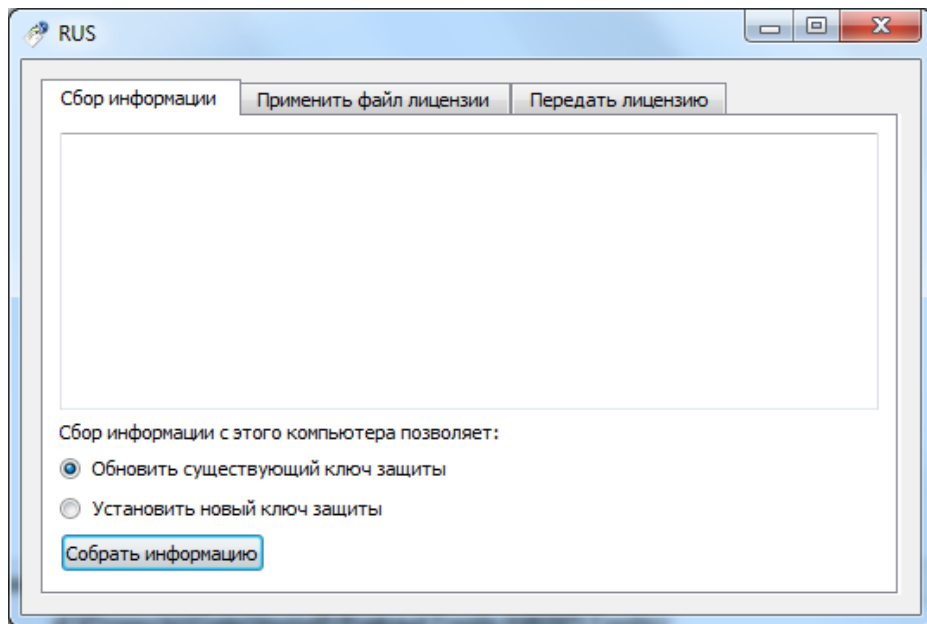 RUS
Сбор информации
Применить файл лицензии
Передать лицензию
Сбор информации с этого компьютера позволяет:
Обновить существующий ключ защиты
Установить новый ключ защиты
Собрать информацию